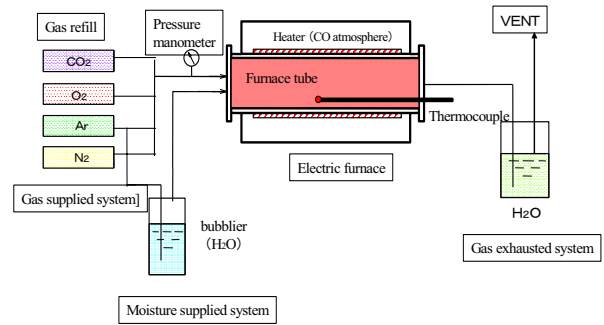 Gas refill
CO2
O2
Ar
N2
Gas supplied system]
Pressure
manometer
Heater (CO atmosphere)
Furnace tube
Thermocouple
Electric furnace
VENT
H2O
Gas exhausted system
bubblier
(H2O)
Moisture supplied system